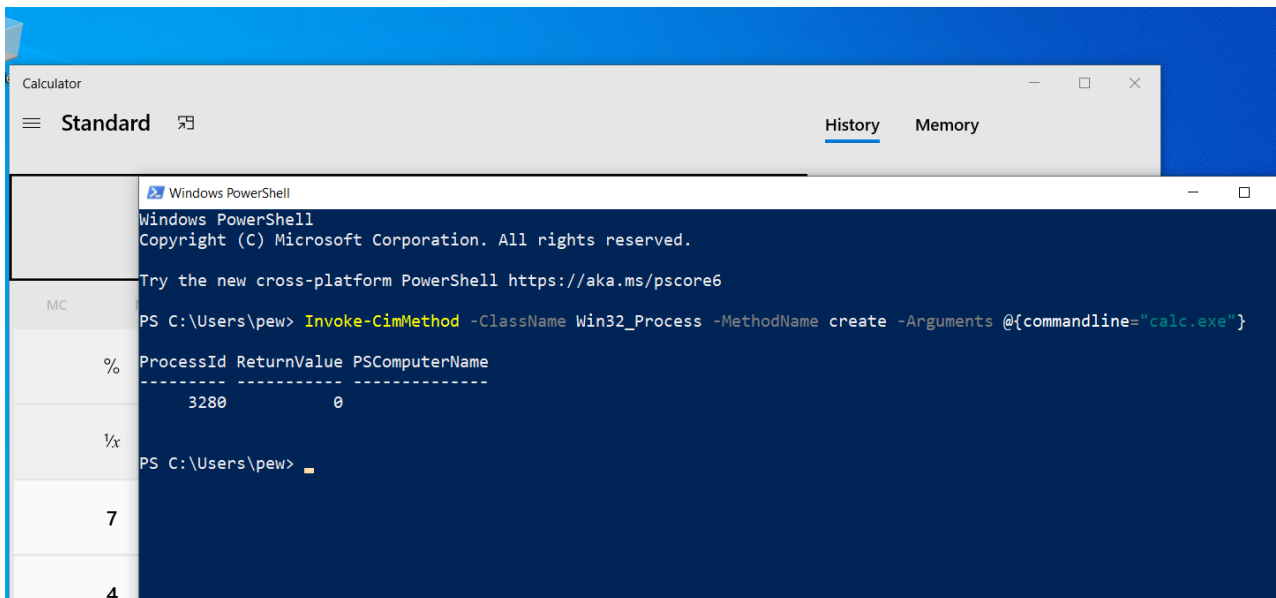 Calculator
Standard
History Memory
Windows PowerShell
Windows PowerShell
Copyright (C) Microsoft Corporation. All rights reserved.
Try the new cross-platform PowerShell https://aka.ms/pscore6
MC
PS C:\Users\pew> Invoke-CimMethod -ClassName Win32_Process -MethodName create -Arguments @{commandline="calc.exe"}
%
ProcessId ReturnValue PSComputerName
--------- ----------- --------------
3280 0
¹/x
PS C:\Users\pew>
7
4